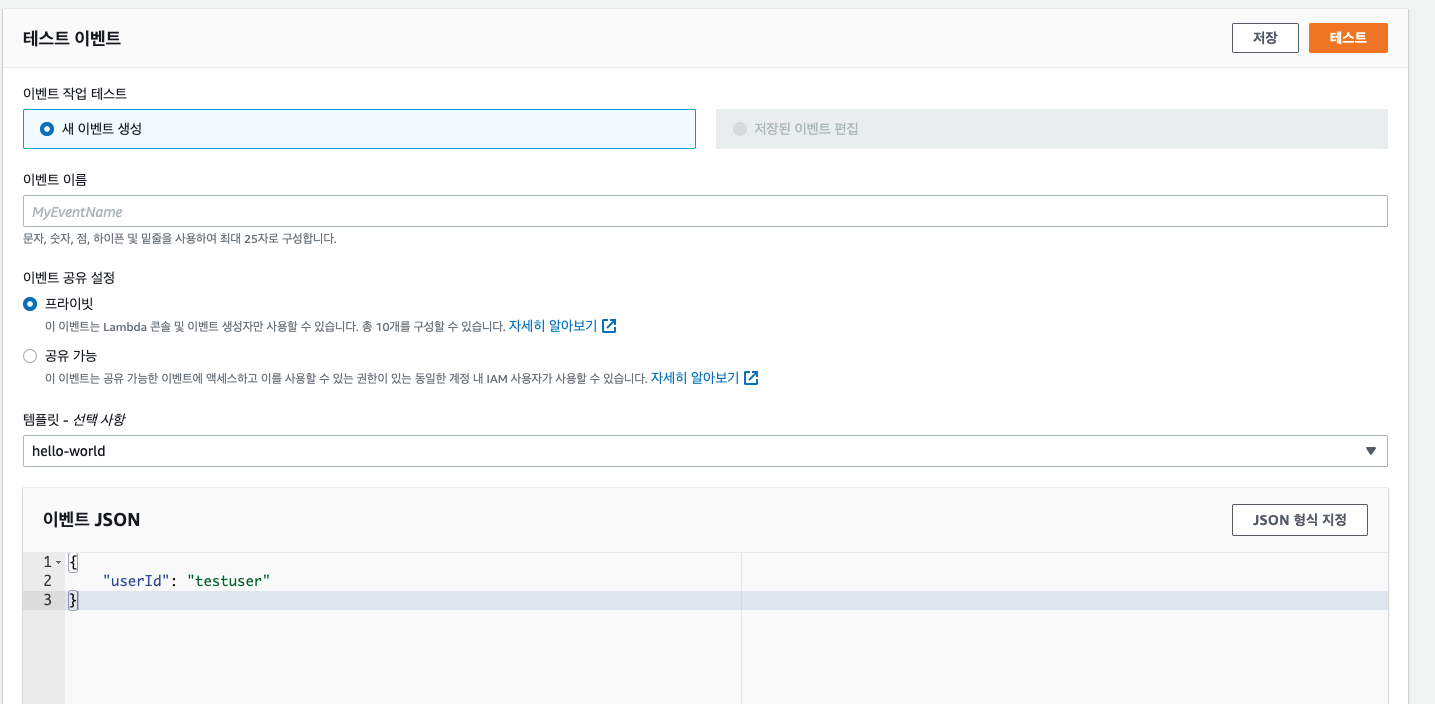 테스트 이벤트
저장
테스트
이벤트 작업 테스트
새 이벤트 생성
저장된 이벤트 편집
이벤트 이름
MyEventName
문자, 숫자, 점, 하이픈 및 밑줄을 사용하여 최대 25자로 구성합니다.
이벤트 공유 설정
프라이빗
이 이벤트는 Lambda 콘솔 및 이벤트 생성자만 사용할 수 있습니다. 총 10개를 구성할 수 있습니다. 자세히 알아보기
공유 가능
이 이벤트는 공유 가능한 이벤트에 액세스하고 이를 사용할 수 있는 권한이 있는 동일한 계정 내 IAM 사용자가 사용할 수 있습니다. 자세히 알아보기
템플릿 - 선택 사항
hello-world
이벤트 JSON
JSON 형식 지정
1 {
2 "userId": "testuser"
3 }